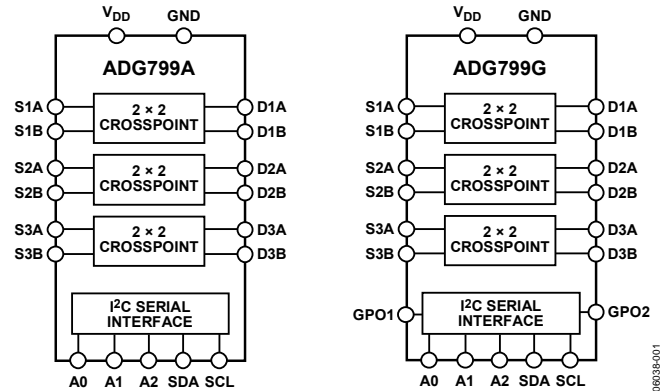 VDD GND
ADG799A
S1A 2 × 2 D1A
S1B CROSSPOINT D1B
S2A 2 × 2 D2A
S2B CROSSPOINT D2B
S3A 2 × 2 D3A
S3B CROSSPOINT D3B
I2C SERIAL
INTERFACE
A0 A1 A2 SDA SCL
VDD GND
ADG799G
S1A 2 × 2 D1A
S1B CROSSPOINT D1B
S2A 2 × 2 D2A
S2B CROSSPOINT D2B
S3A 2 × 2 D3A
S3B CROSSPOINT D3B
GPO1 I2C SERIAL GPO2
INTERFACE
A0 A1 A2 SDA SCL
06038-001